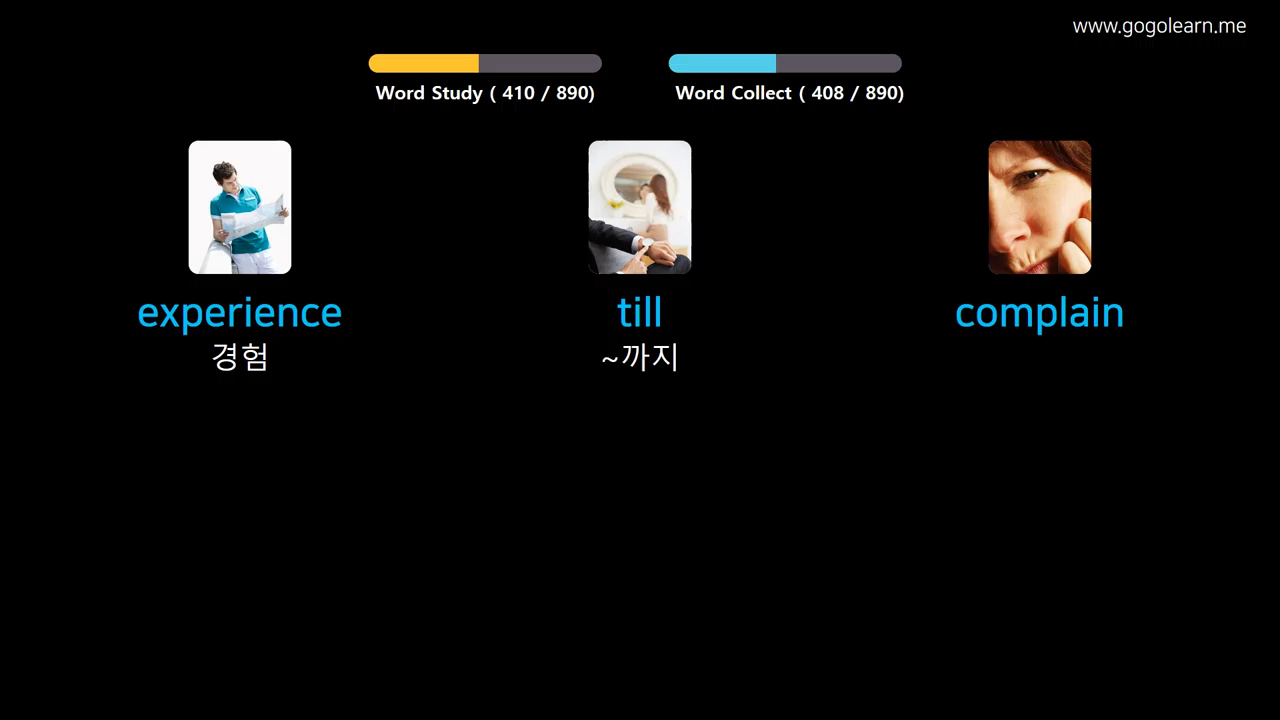 www.gogolearn.me
Word Study ( 410 / 890)
Word Collect ( 408 / 890)
experience
till
complain
경험
~까지